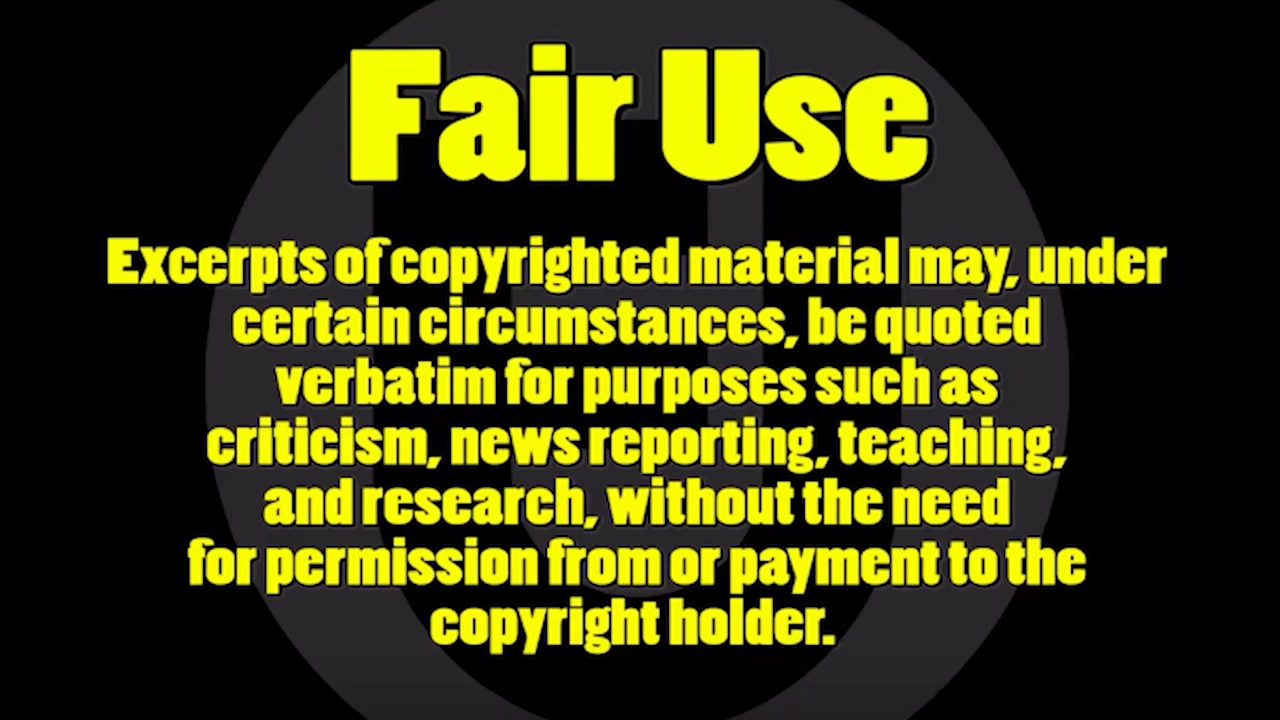 Fair Use
Excerpts of copyrighted material may, under
certain circumstances, be quoted
verbatim for purposes such as
criticism, news reporting, teaching,
and research, without the need
for permission from or payment to the
copyright holder.